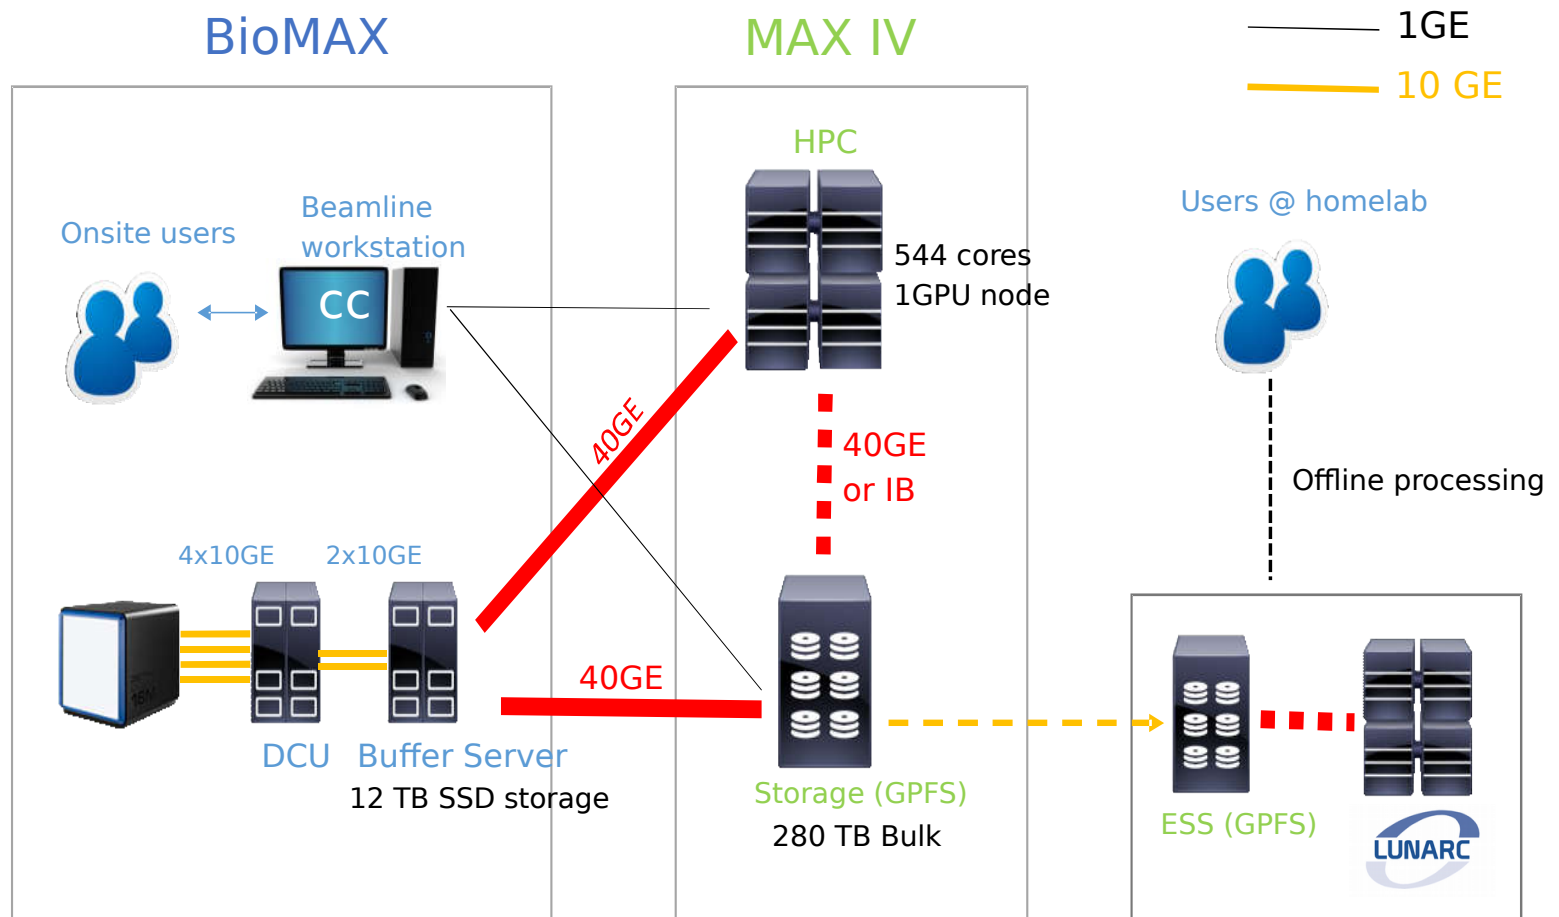 BioMAX
MAX IV
1GE
10 GE
HPC
Onsite users
Beamline
workstation
CC
544 cores
1GPU node
Users @ homelab
40GE
40GE
or IB
Offline processing
4x10GE
2x10GE
16M
40GE
DCU
Buffer Server
12 TB SSD storage
Storage (GPFS)
280 TB Bulk
ESS (GPFS)
LUNARC